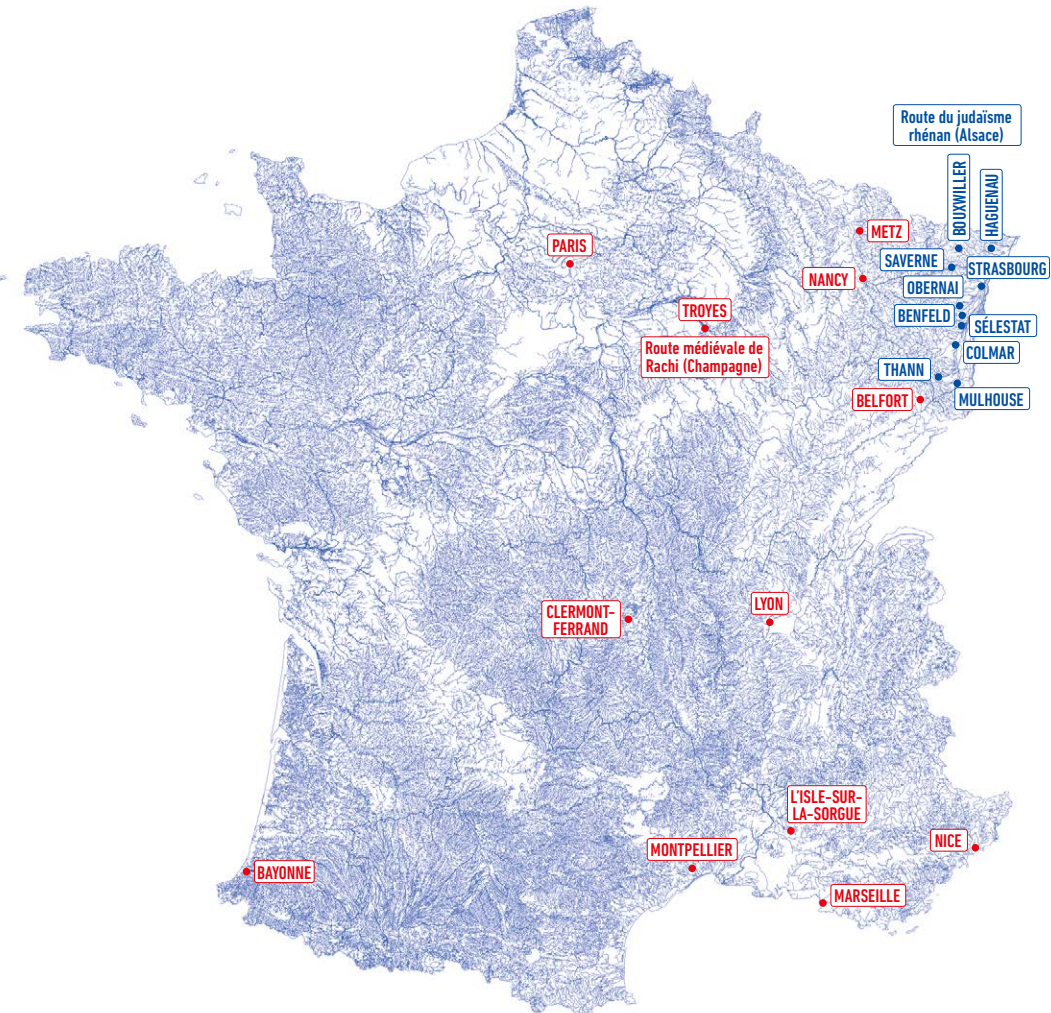 Route du judaïsme
rhénan (Alsace)
BOUXWILLER
HAGUENAU
METZ
PARIS
SAVERNE
STRASBOURG
NANCY
OBERNAI
TROYES
BENFELD
SÉLESTAT
Route médiévale de
Rachi (Champagne)
COLMAR
THANN
BELFORT
MULHOUSE
CLERMONT-
FERRAND
LYON
L'ISLE-SUR-
LA-SORGUE
NICE
MONTPELLIER
BAYONNE
MARSEILLE